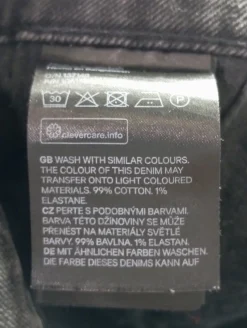 30
P
clevercare.info
GB WASH WITH SIMILAR COLOURS.
THE COLOUR OF THIS DENIM MAY
TRANSFER ONTO LIGHT COLOURED
MATERIALS. 99% COTTON. 1%
ELASTANE.
CZ PERTE S PODOBNÝMI BARVAMI.
BARVA TÉTO DŽÍNOVINY SE MŮŽE
PŘENÉST NA MATERIÁLY SVĚTLÉ
BARVY. 99% BAVLNA. 1% ELASTAN.
DE MIT ÄHNLICHEN FARBEN WASCHEN.
DIE FARBE DIESES DENIMS KANN AUF